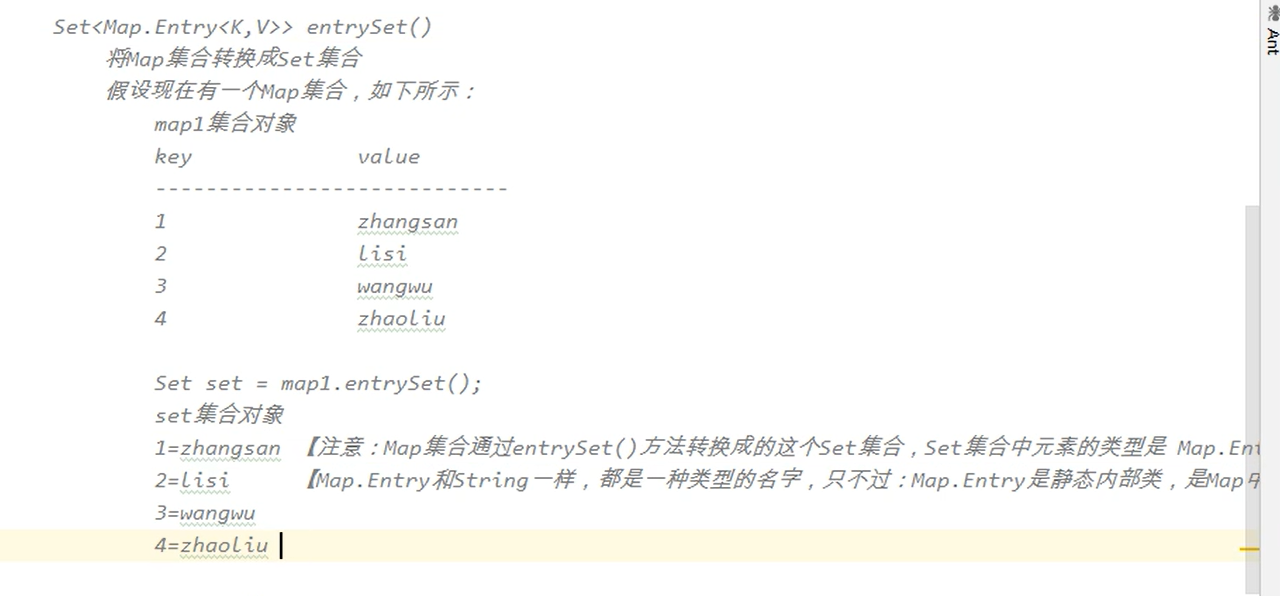 Set<Map.Entry<K,V>> entrySet()
将Map集合转换成Set集合
假设现在有一个Map集合，如下所示：
map1集合对象
key value
----------------------------
1 zhangsan
2 lisi
3 wangwu
4 zhaoliu
Set set = map1.entrySet();
set集合对象
1=zhangsan 【注意：Map集合通过entrySet()方法转换成的这个Set集合，Set集合中元素的类型是 Map.Ent
2=lisi 【Map.Entry和String一样，都是一种类型的名字，只不过：Map.Entry是静态内部类，是Map中
3=wangwu
4=zhaoliu
Ant